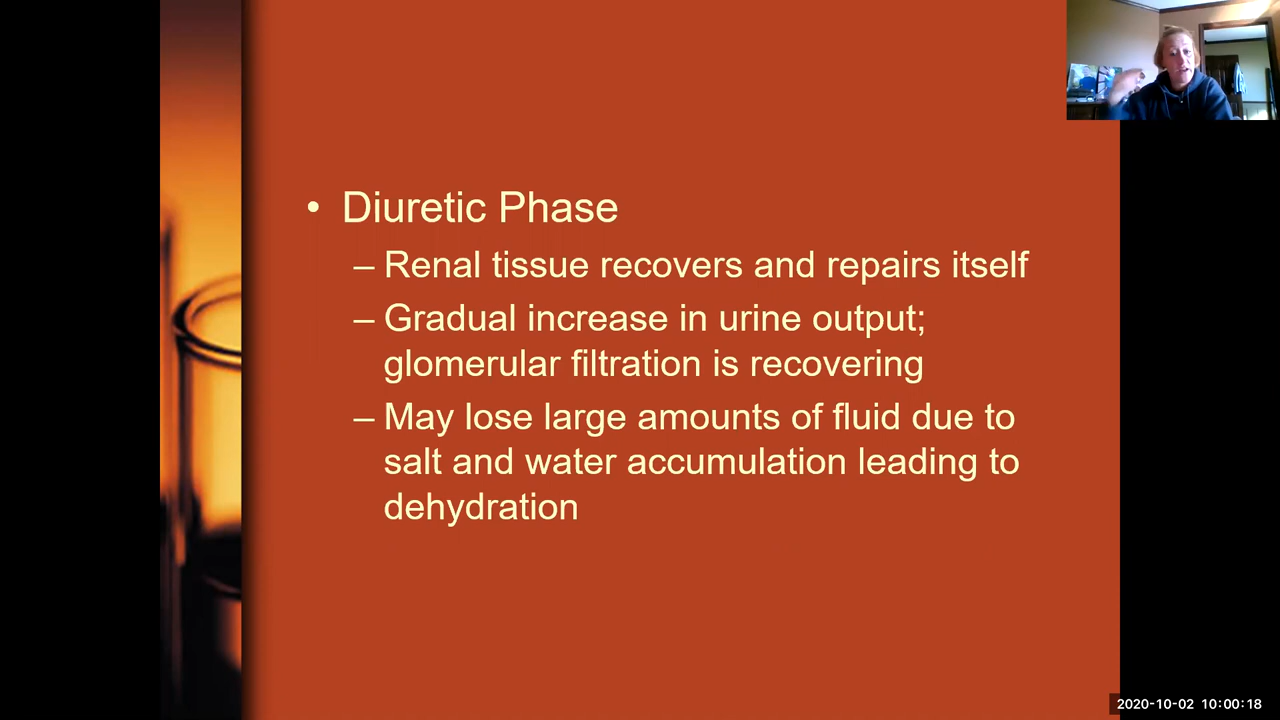 • Diuretic Phase
– Renal tissue recovers and repairs itself
– Gradual increase in urine output;
glomerular filtration is recovering
– May lose large amounts of fluid due to
salt and water accumulation leading to
dehydration
2020-10-02 10:00:18